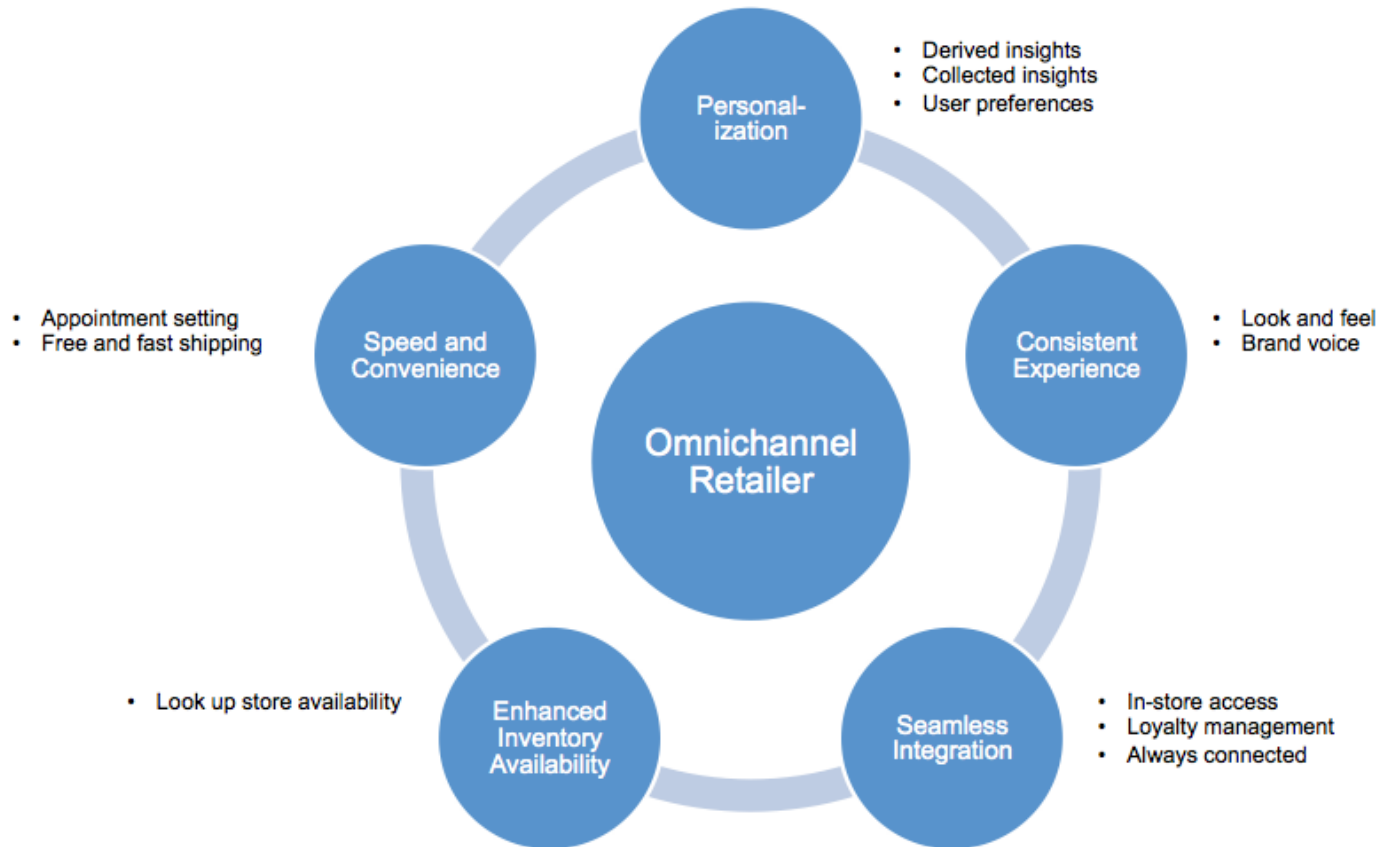 Personal-
ization
• Derived insights
• Collected insights
• User preferences
Consistent
Experience
• Look and feel
• Brand voice
Seamless
Integration
• In-store access
• Loyalty management
• Always connected
Enhanced
Inventory
Availability
• Look up store availability
Speed and
Convenience
• Appointment setting
• Free and fast shipping
Omnichannel
Retailer